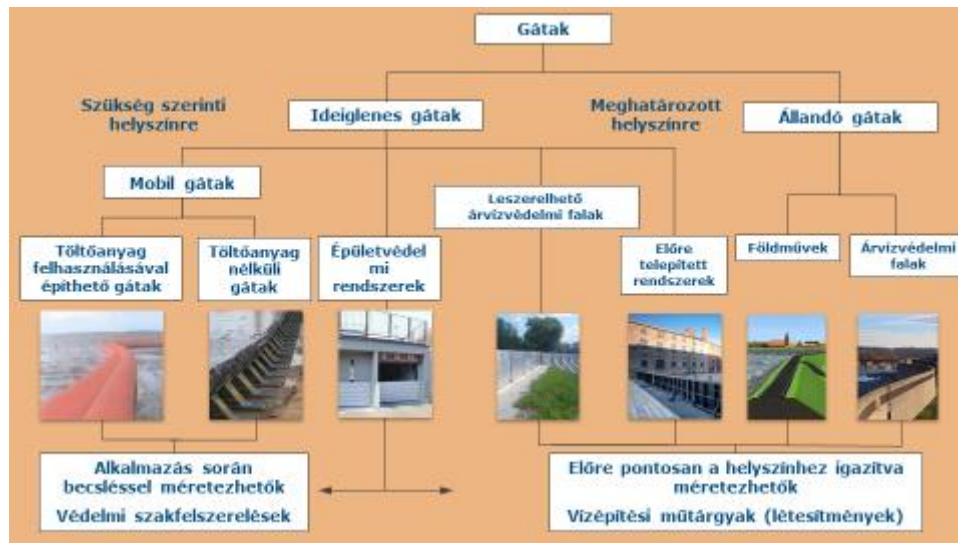 Gátak
Szükség szerinti
helyszínre
Ideiglenes gátak
Meghatározott
helyszínre
Állandó gátak
Mobil gátak
Leszerelhető
árvízvédelmi falak
Töltőanyag
felhasználásával
építhető gátak
Töltőanyag
nélküli
gátak
Épületvédel
mi
rendszerek
Előre
telepített
rendszerek
Földművek
Árvízvédelmi
falak
Alkalmazás során
becsléssel méretezhetők
Védelmi szakfelszerelések
Előre pontosan a helyszínhez igazítva
méretezhetők
Vízépítési műtárgyak (létesítmények)